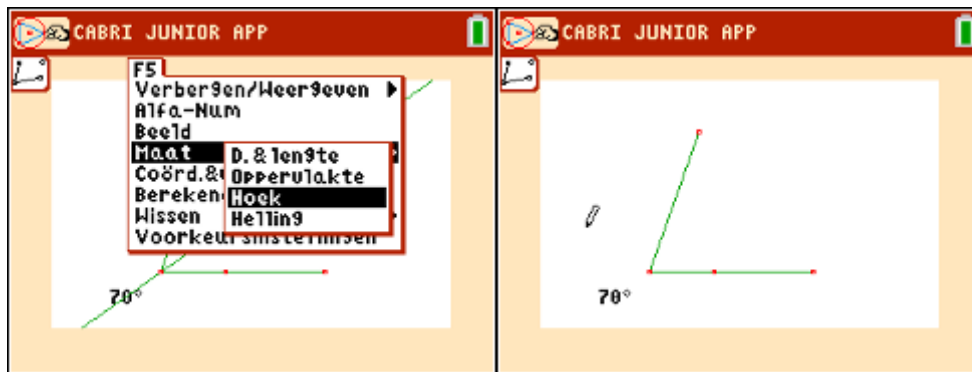 CABRI JUNIOR APP
F5
Verbergen/Weergeven
Alfa-Num
Beeld
Maat
D.&lengte
Oppervlakte
Hoek
Helling
Coörd.&
Bereken
Wissen
Voorkeursinstellingen
70°
CABRI JUNIOR APP
70°